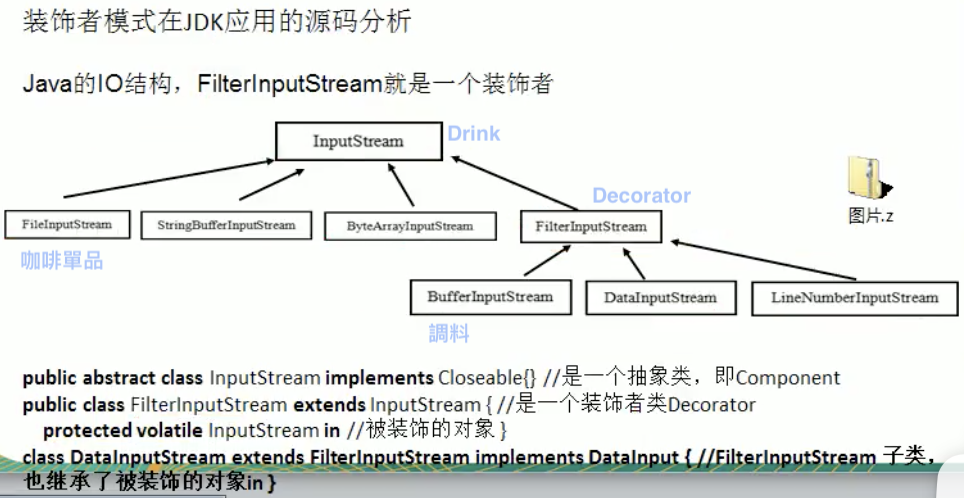 装饰者模式在JDK应用的源码分析
Java的IO结构，FilterInputStream就是一个装饰者
InputStream
Drink
Decorator
FileInputStream
StringBufferInputStream
ByteArrayInputStream
FilterInputStream
图片.z
咖啡單品
BufferInputStream
DataInputStream
LineNumberInputStream
調料
public abstract class InputStream implements Closeable{} //是一个抽象类，即Component
public class FilterInputStream extends InputStream { //是一个装饰者类Decorator
protected volatile InputStream in //被装饰的对象 }
class DataInputStream extends FilterInputStream implements DataInput { //FilterInputStream 子类，
也继承了被装饰的对象in }